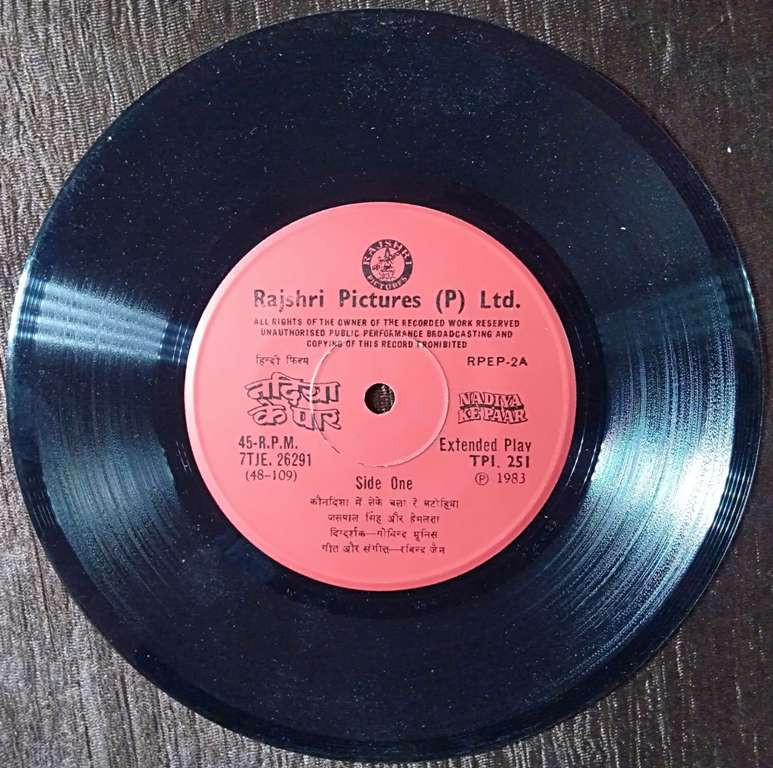 RAJSHRI
PICTURES
Rajshri Pictures (P) Ltd.
ALL RIGHTS OF THE OWNER OF THE RECORDED WORK RESERVED
UNAUTHORISED PUBLIC PERFORMANCE BROADCASTING AND
COPYING OF THIS RECORD PROHIBITED
हिन्दी फिल्म
RPEP-2A
नदिया
के पार
NADIYA
KE PAAR
45-R.P.M.
Extended Play
7TJE. 26291
TPI. 251
(48-109)
Ⓟ 1983
Side One
कौनदिशा में लेके चला रे बटोहिया
जसपाल सिंह और हेमलता
दिग्दर्शक—गोविन्द मूनिस
गीत और संगीत—रविन्द्र जैन